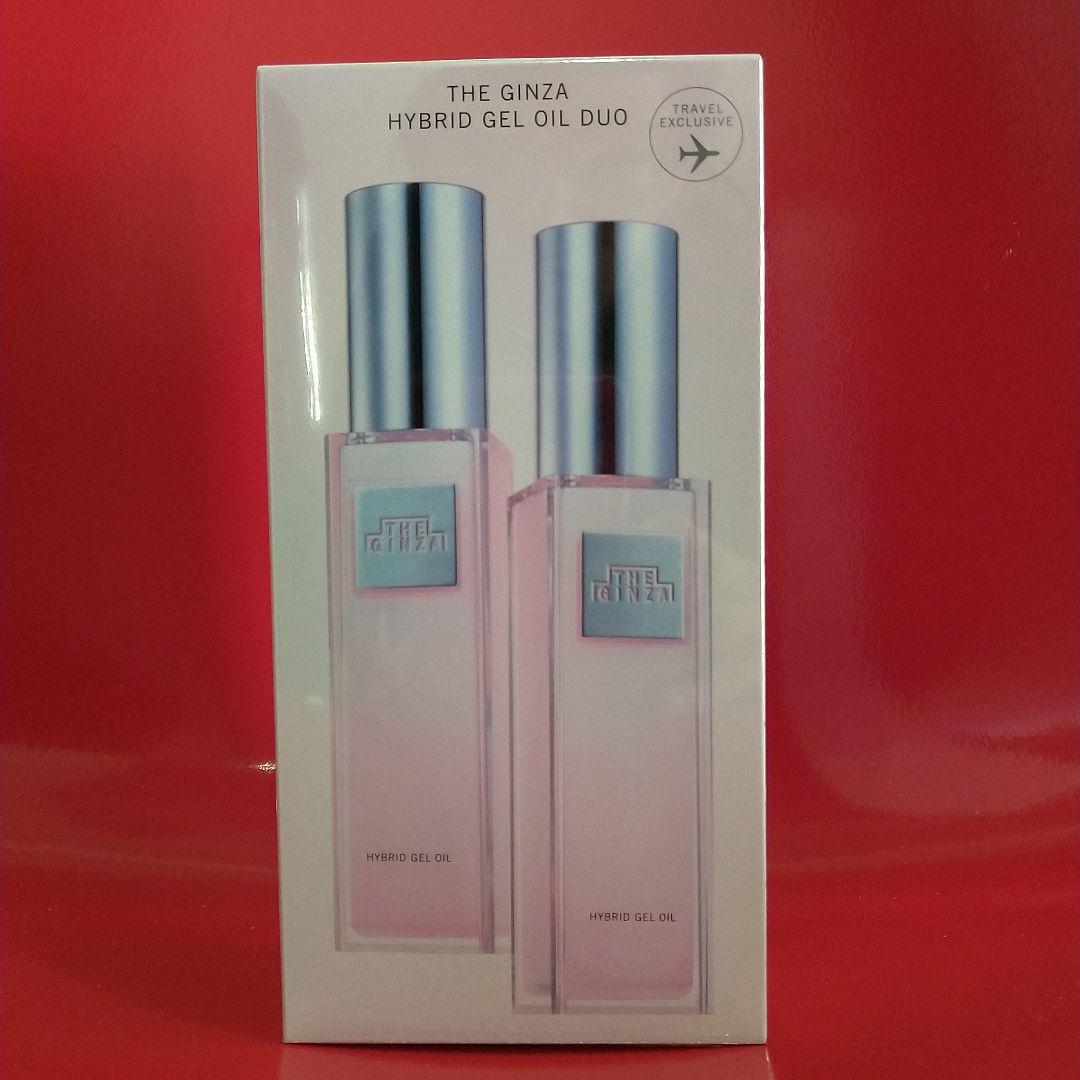 THE GINZA
HYBRID GEL OIL DUO
TRAVEL
EXCLUSIVE
THE
GINZA
THE
GINZA
HYBRID GEL OIL
HYBRID GEL OIL